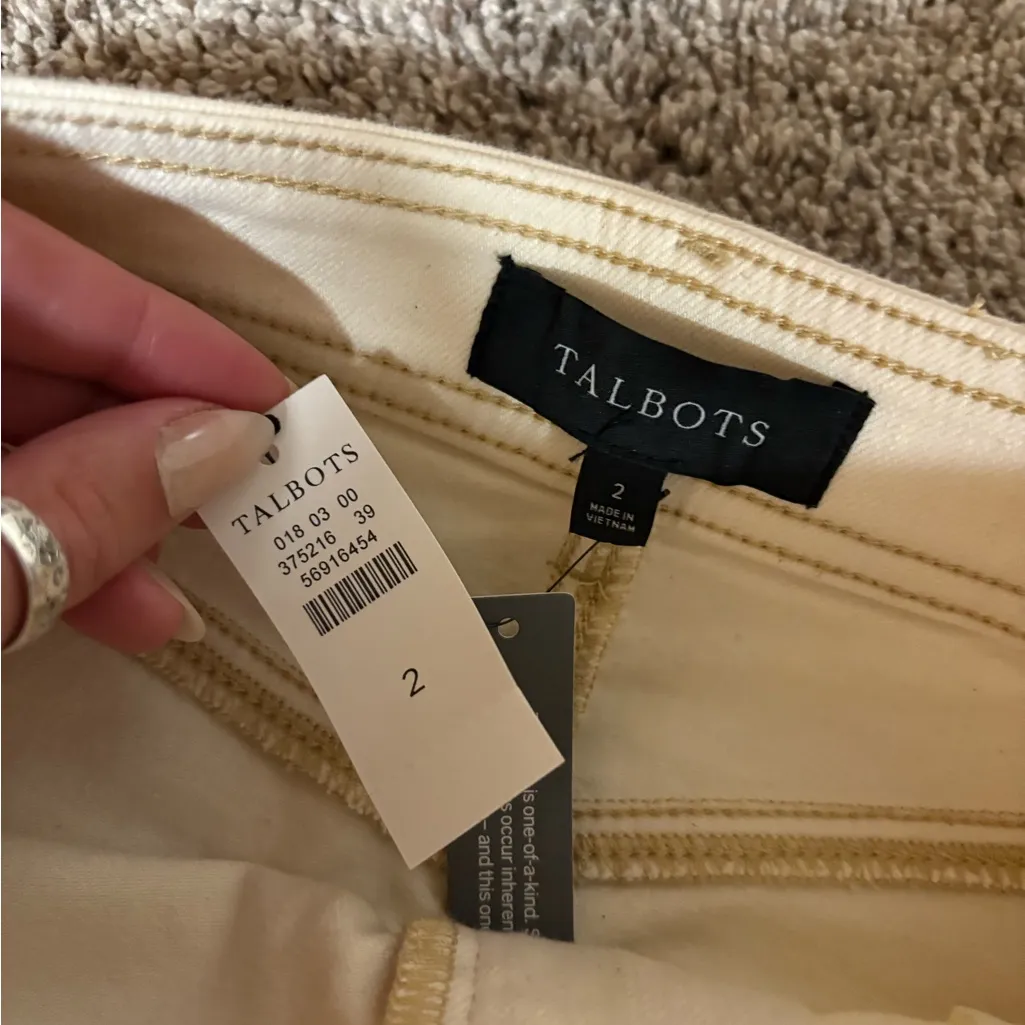 TALBOTS
2
MADE IN
VIETNAM
TALBOTS
018 03 00
375216 39
56916454
2
is one-of-a-kind.
occur inheren
– and this on